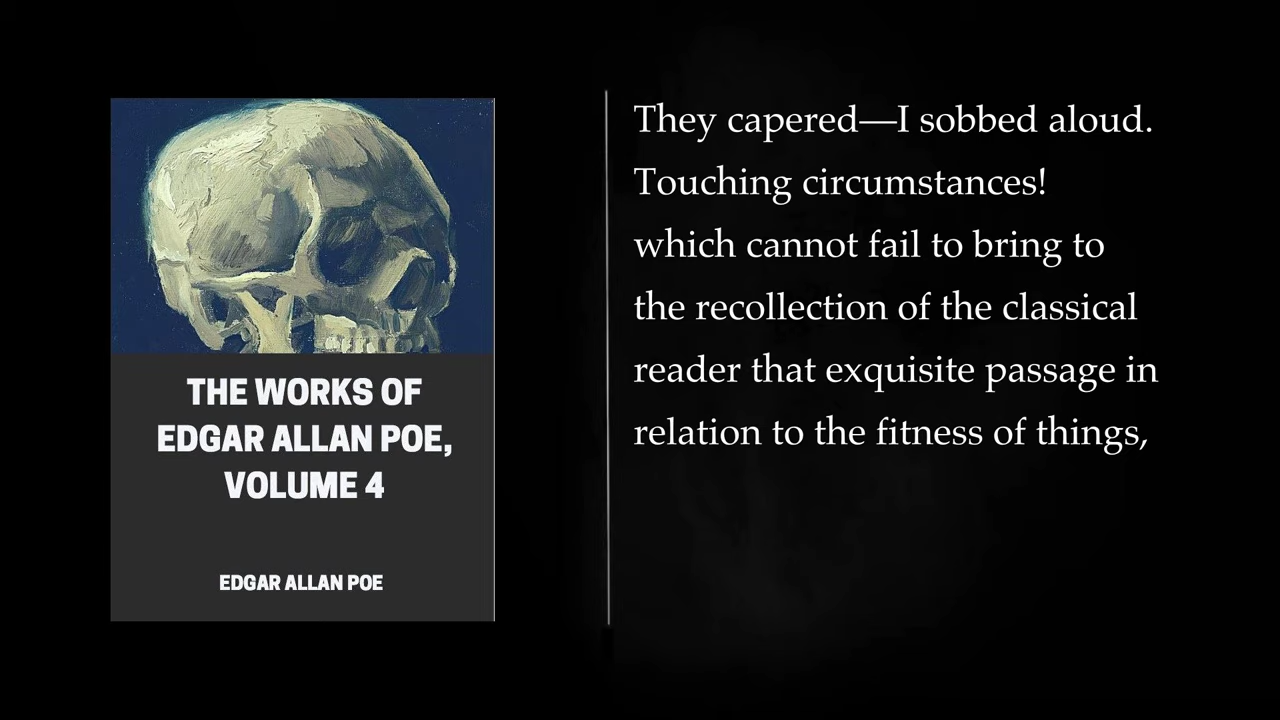 THE WORKS OF
EDGAR ALLAN POE,
VOLUME 4
EDGAR ALLAN POE
They capered—I sobbed aloud.
Touching circumstances!
which cannot fail to bring to
the recollection of the classical
reader that exquisite passage in
relation to the fitness of things,